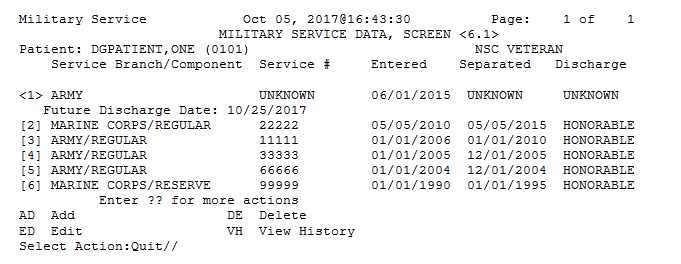 Military Service            Oct 05, 2017@16:43:30          Page:    1 of    1
MILITARY SERVICE DATA, SCREEN <6.1>
Patient: DGPATIENT,ONE (0101)                            NSC VETERAN
Service Branch/Component  Service #     Entered    Separated   Discharge
<1> ARMY                      UNKNOWN       06/01/2015  UNKNOWN     UNKNOWN
Future Discharge Date: 10/25/2017
[2] MARINE CORPS/REGULAR      22222         05/05/2010  05/05/2015  HONORABLE
[3] ARMY/REGULAR              11111         01/01/2006  01/01/2010  HONORABLE
[4] ARMY/REGULAR              33333         01/01/2005  12/01/2005  HONORABLE
[5] ARMY/REGULAR              66666         01/01/2004  12/01/2004  HONORABLE
[6] MARINE CORPS/RESERVE      99999         01/01/1990  01/01/1995  HONORABLE
Enter ?? for more actions
AD  Add                   DE  Delete
ED  Edit                  VH  View History
Select Action:Quit//